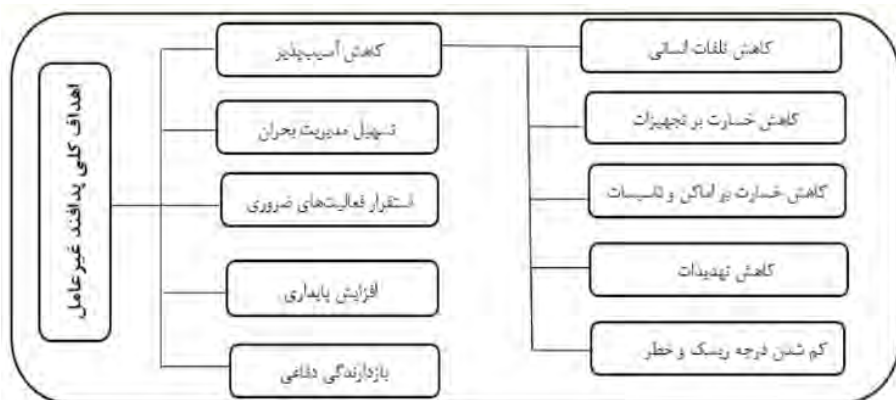 اهداف کلی پدافند غیرعامل
کاهش آسیب‌پذیر
تسهیل مدیریت بحران
استقرار فعالیت‌های ضروری
افزایش پایداری
بازدارندگی دفاعی
کاهش تلفات انسانی
کاهش خسارت بر تجهیزات
کاهش خسارت بر اماکن و تاسیسات
کاهش تهدیدات
کم شدن درجه ریسک و خطر